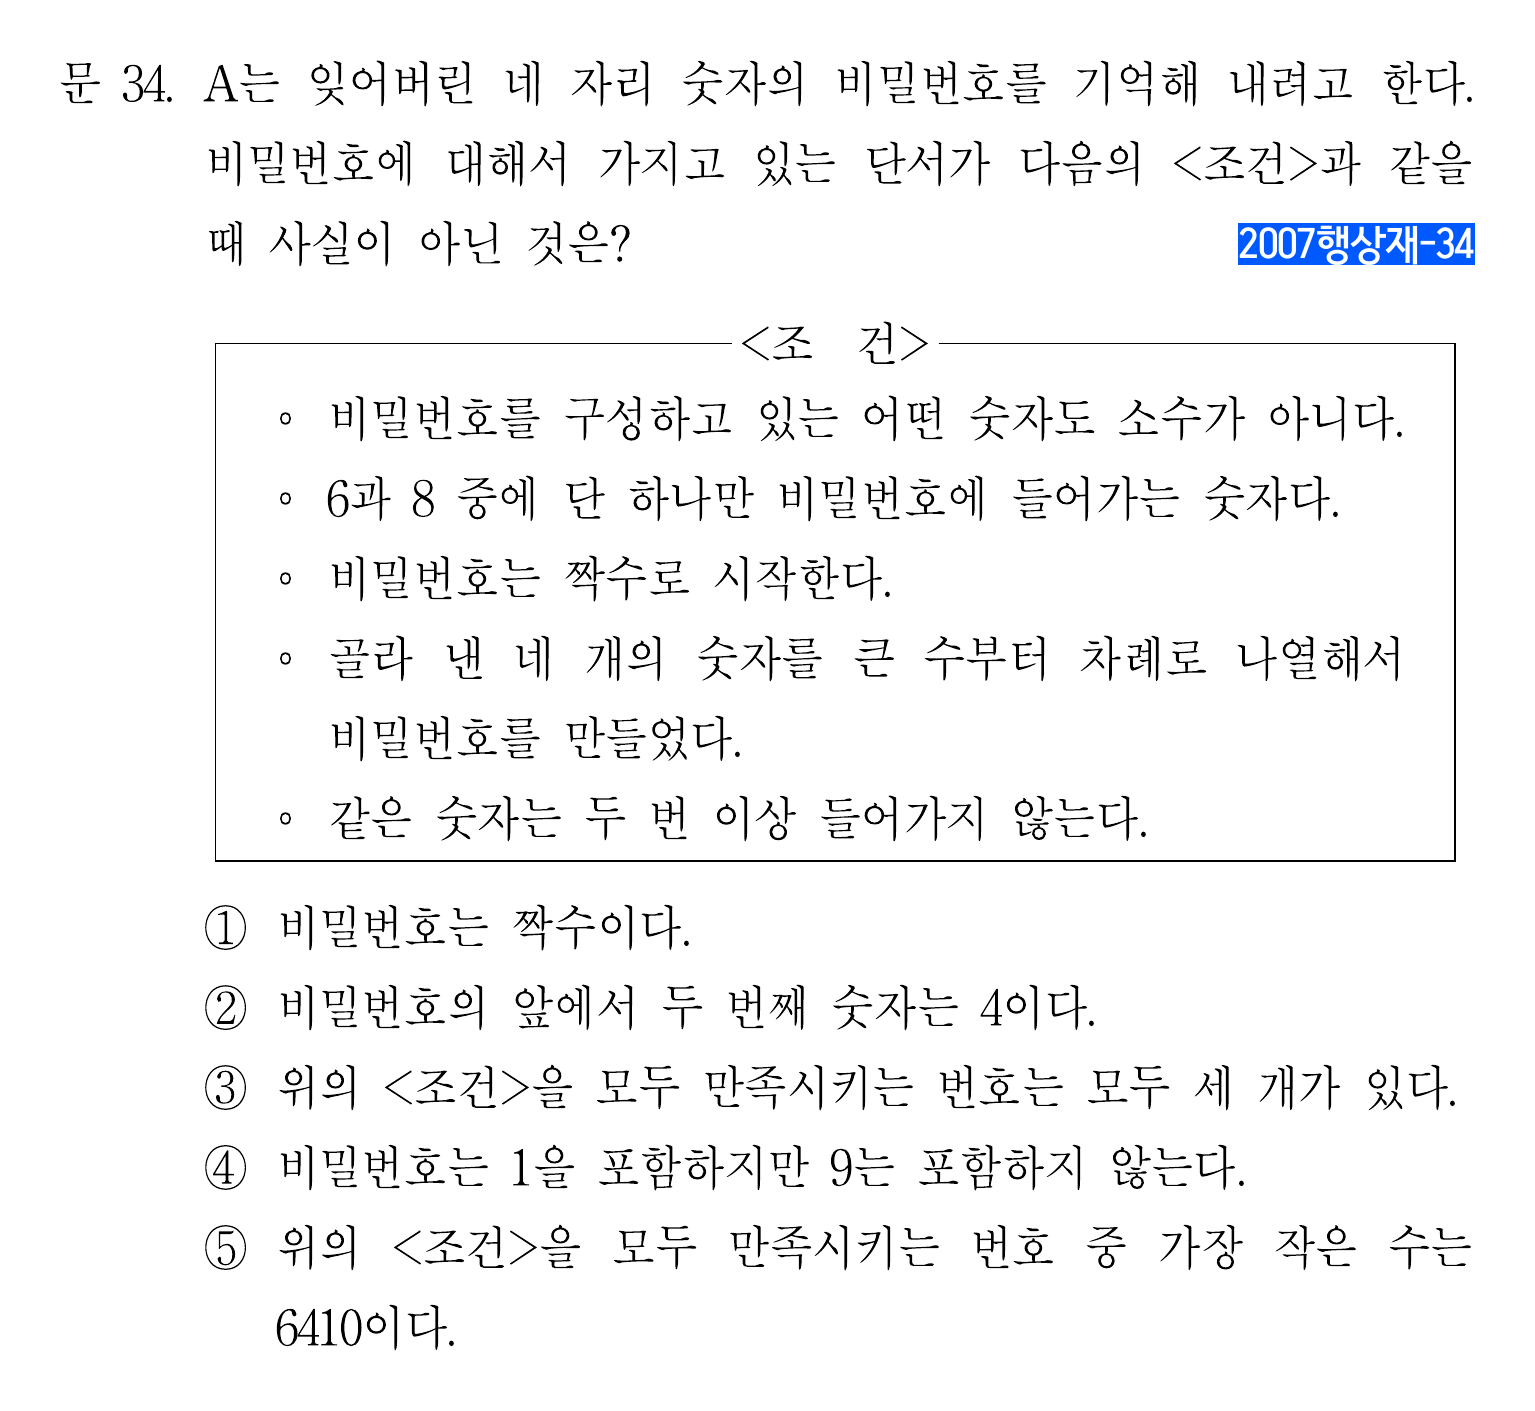 문 34. A는 잊어버린 네 자리 숫자의 비밀번호를 기억해 내려고 한다.
비밀번호에 대해서 가지고 있는 단서가 다음의 <조건>과 같을
때 사실이 아닌 것은? 2007행상재-34
<조 건>
◦ 비밀번호를 구성하고 있는 어떤 숫자도 소수가 아니다.
◦ 6과 8 중에 단 하나만 비밀번호에 들어가는 숫자다.
◦ 비밀번호는 짝수로 시작한다.
◦ 골라 낸 네 개의 숫자를 큰 수부터 차례로 나열해서
비밀번호를 만들었다.
◦ 같은 숫자는 두 번 이상 들어가지 않는다.
① 비밀번호는 짝수이다.
② 비밀번호의 앞에서 두 번째 숫자는 4이다.
③ 위의 <조건>을 모두 만족시키는 번호는 모두 세 개가 있다.
④ 비밀번호는 1을 포함하지만 9는 포함하지 않는다.
⑤ 위의 <조건>을 모두 만족시키는 번호 중 가장 작은 수는
6410이다.